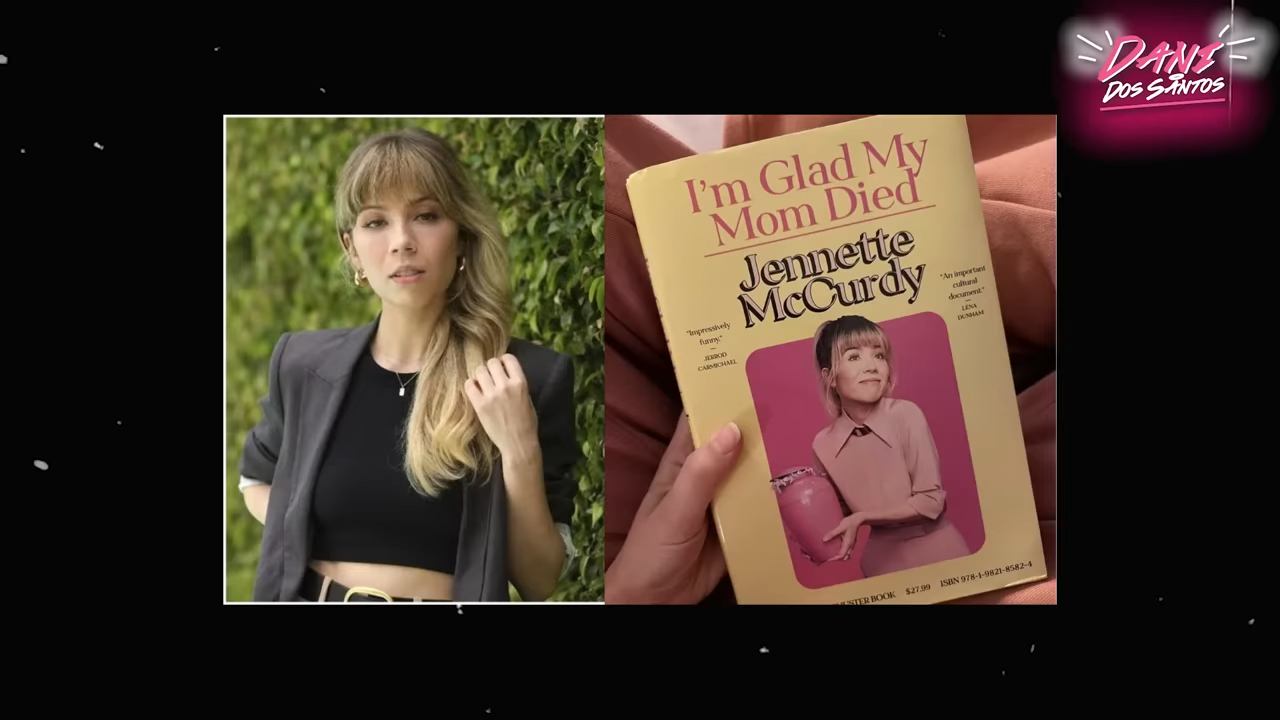 DANI
DOS SANTOS
I'm Glad My
Mom Died
Jennette
McCurdy
"An important
cultural
document."
—
LENA
DUNHAM
"Impressively
funny."
—
JERROD
CARMICHAEL
BOOK $27.99 ISBN 978-1-9821-8582-4